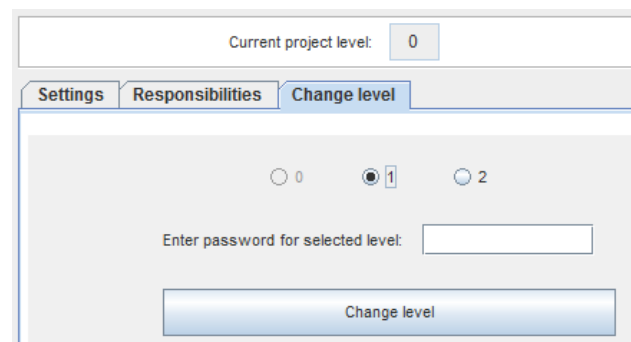 Current project level: 0
Settings Responsibilities Change level
0 1 2
Enter password for selected level:
Change level